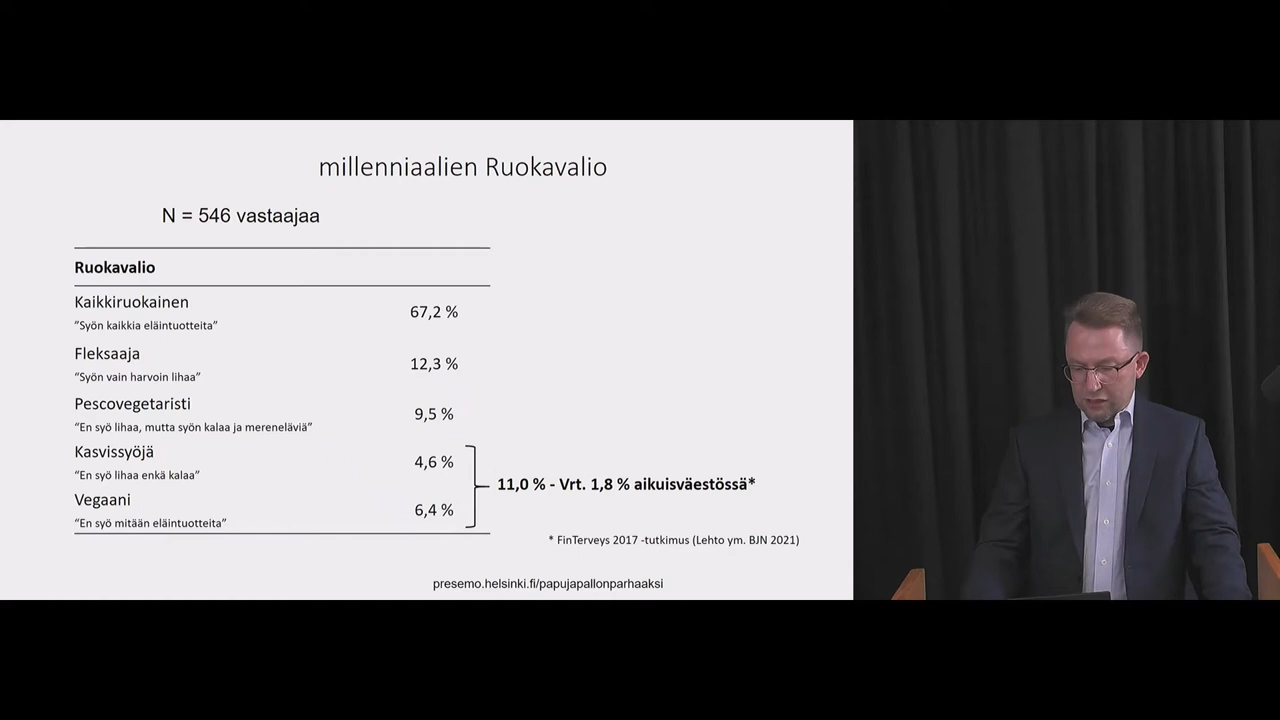 millenniaalien Ruokavalio
N = 546 vastaajaa
Ruokavalio
Kaikkiruokainen
67,2 %
”Syön kaikkia eläintuotteita”
Fleksaaja
12,3 %
“Syön vain harvoin lihaa”
Pescovegetaristi
9,5 %
“En syö lihaa, mutta syön kalaa ja mereneläviä”
Kasvissyöjä
4,6 %
“En syö lihaa enkä kalaa”
11,0 % - Vrt. 1,8 % aikuisväestössä*
Vegaani
6,4 %
“En syö mitään eläintuotteita”
* FinTerveys 2017 -tutkimus (Lehto ym. BJN 2021)
presemo.helsinki.fi/papujapallonparhaaksi